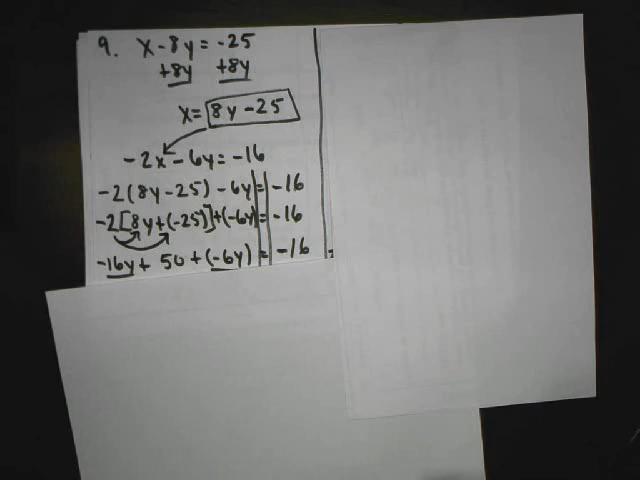 9. x - 8y = -25
+8y +8y
x = 8y - 25
-2x - 6y = -16
-2(8y - 25) - 6y = -16
-2[8y + (-25)] + (-6y) = -16
-16y + 50 + (-6y) = -16